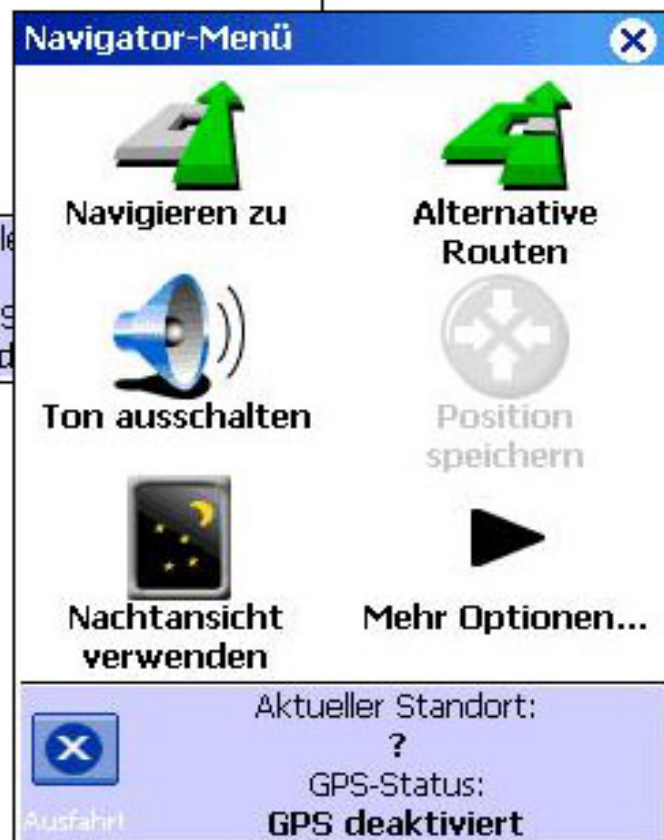 Navigator-Menü
Navigieren zu
Alternative
Routen
Ton ausschalten
Position
speichern
Nachtansicht
verwenden
Mehr Optionen...
Aktueller Standort:
?
GPS-Status:
GPS deaktiviert
Ausfahrt